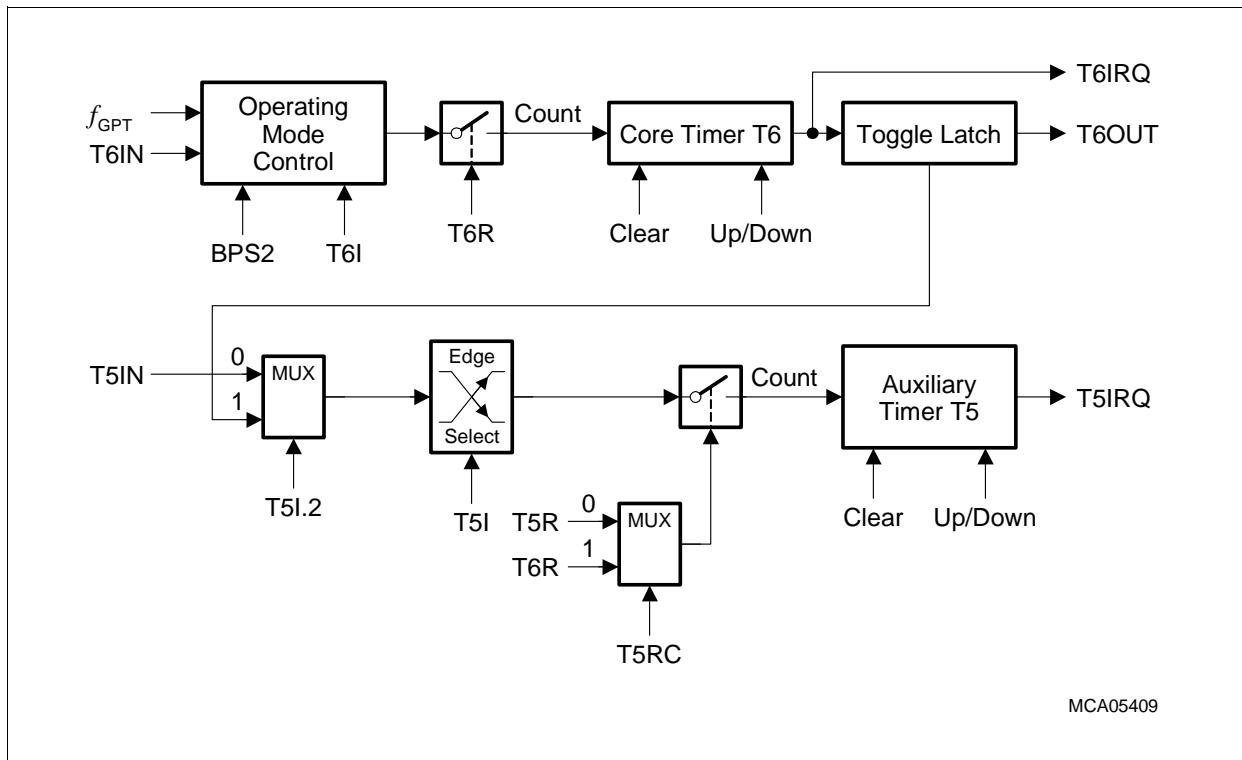 T6IRQ
f GPT
Operating
Mode
Control
Count
Core Timer T6
Toggle Latch
T6OUT
T6IN
BPS2
T6I
T6R
Clear
Up/Down
T5IN
0
1
MUX
Edge
Select
Count
Auxiliary
Timer T5
T5IRQ
T5I.2
T5I
T5R
0
T6R
1
MUX
Clear
Up/Down
T5RC
MCA05409